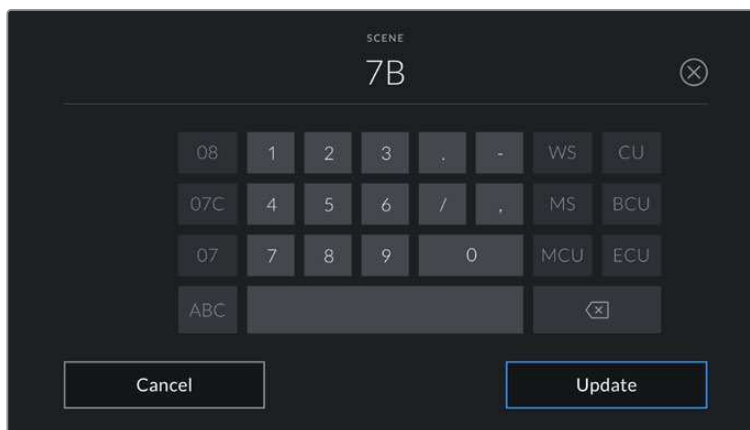 SCENE
7B
08 1 2 3 . - WS CU
07C 4 5 6 / , MS BCU
07 7 8 9 0 MCU ECU
ABC
Cancel Update